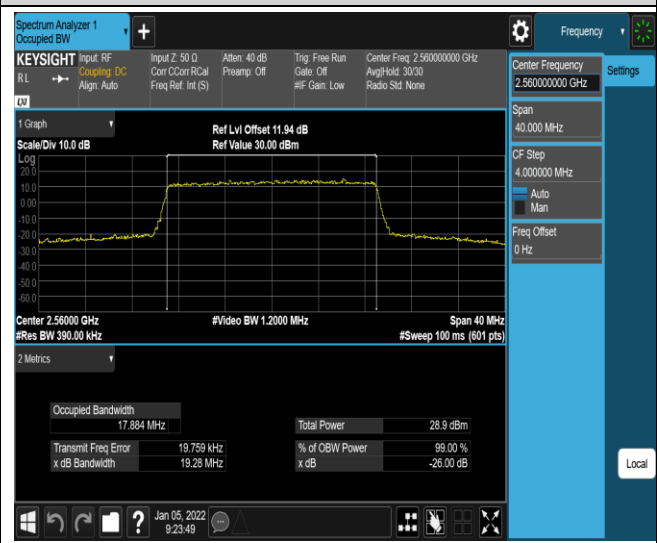 Spectrum Analyzer 1
Occupied BW
Frequency
KEYSIGHT
RL
LXI
Input: RF
Coupling: DC
Align: Auto
Input Z: 50 Ω
Corr CCorr RCal
Freq Ref: Int (S)
Atten: 40 dB
Preamp: Off
Trig: Free Run
Gate: Off
#IF Gain: Low
Center Freq: 2.560000000 GHz
Avg|Hold: 30/30
Radio Std: None
Center Frequency
2.560000000 GHz
Settings
Span
40.000 MHz
CF Step
4.000000 MHz
Auto
Man
Freq Offset
0 Hz
1 Graph
Scale/Div 10.0 dB
Ref Lvl Offset 11.94 dB
Ref Value 30.00 dBm
Log
20.0
10.0
0.00
-10.0
-20.0
-30.0
-40.0
-50.0
-60.0
Center 2.56000 GHz
#Video BW 1.2000 MHz
Span 40 MHz
#Res BW 390.00 kHz
#Sweep 100 ms (601 pts)
2 Metrics
Occupied Bandwidth
17.884 MHz
Total Power 28.9 dBm
Transmit Freq Error 19.759 kHz
% of OBW Power 99.00 %
x dB Bandwidth 19.28 MHz
x dB -26.00 dB
Local
?
Jan 05, 2022
9:23:49